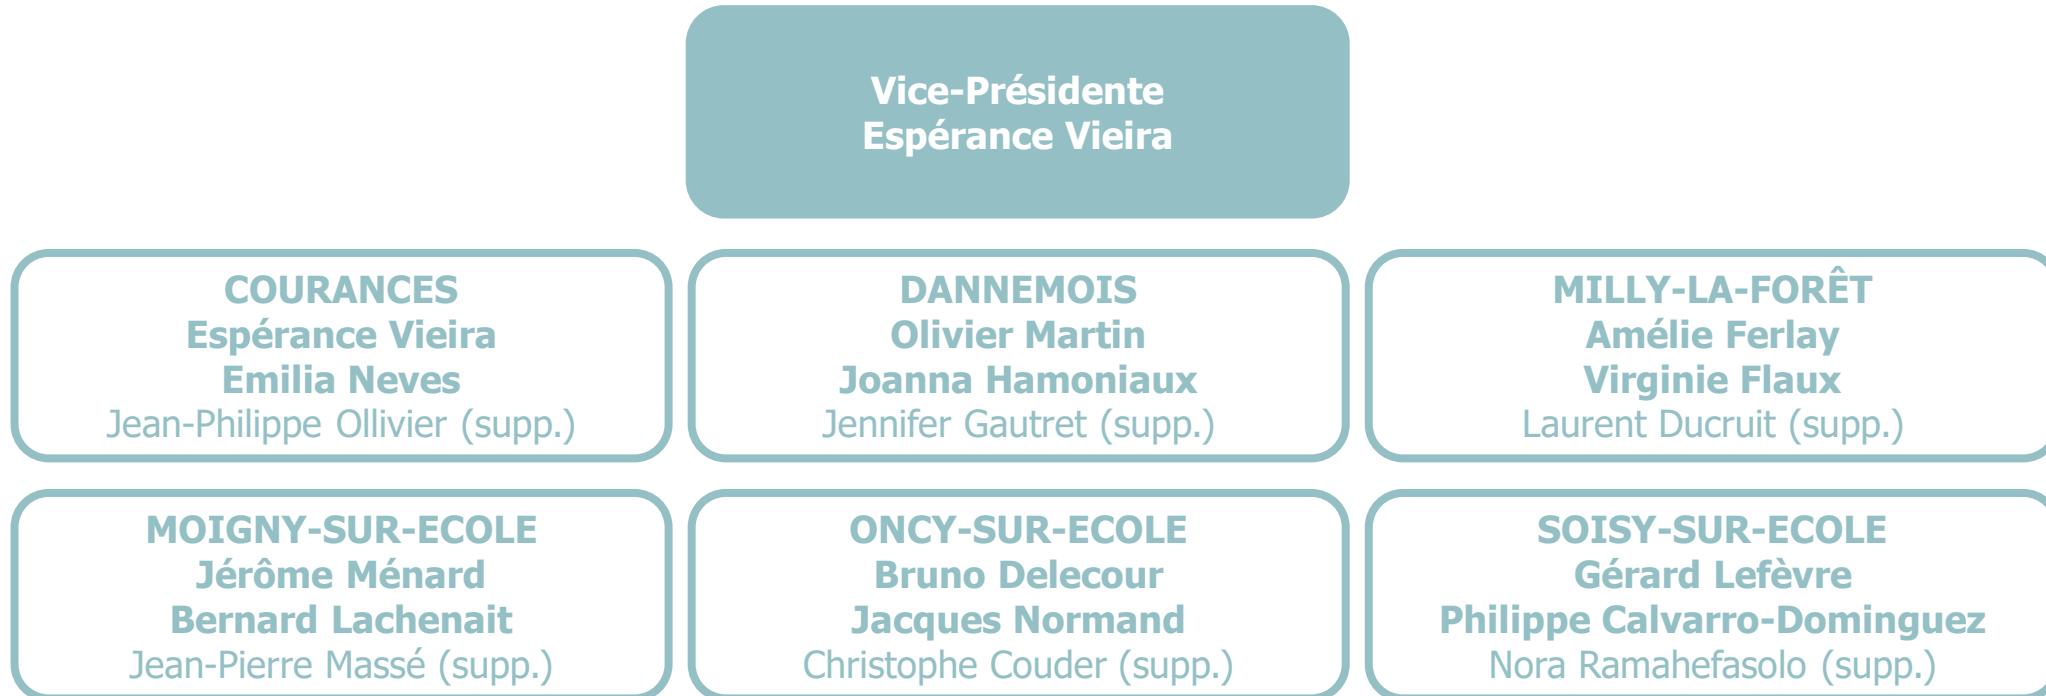 Vice-Présidente
Espérance Vieira
COURANCES
Espérance Vieira
Emilia Neves
Jean-Philippe Ollivier (supp.)
DANNEMOIS
Olivier Martin
Joanna Hamoniaux
Jennifer Gautret (supp.)
MILLY-LA-FORÊT
Amélie Ferlay
Virginie Flaux
Laurent Ducruit (supp.)
MOIGNY-SUR-ECOLE
Jérôme Ménard
Bernard Lachenait
Jean-Pierre Massé (supp.)
ONCY-SUR-ECOLE
Bruno Delecour
Jacques Normand
Christophe Couder (supp.)
SOISY-SUR-ECOLE
Gérard Lefèvre
Philippe Calvarro-Dominguez
Nora Ramahefasolo (supp.)